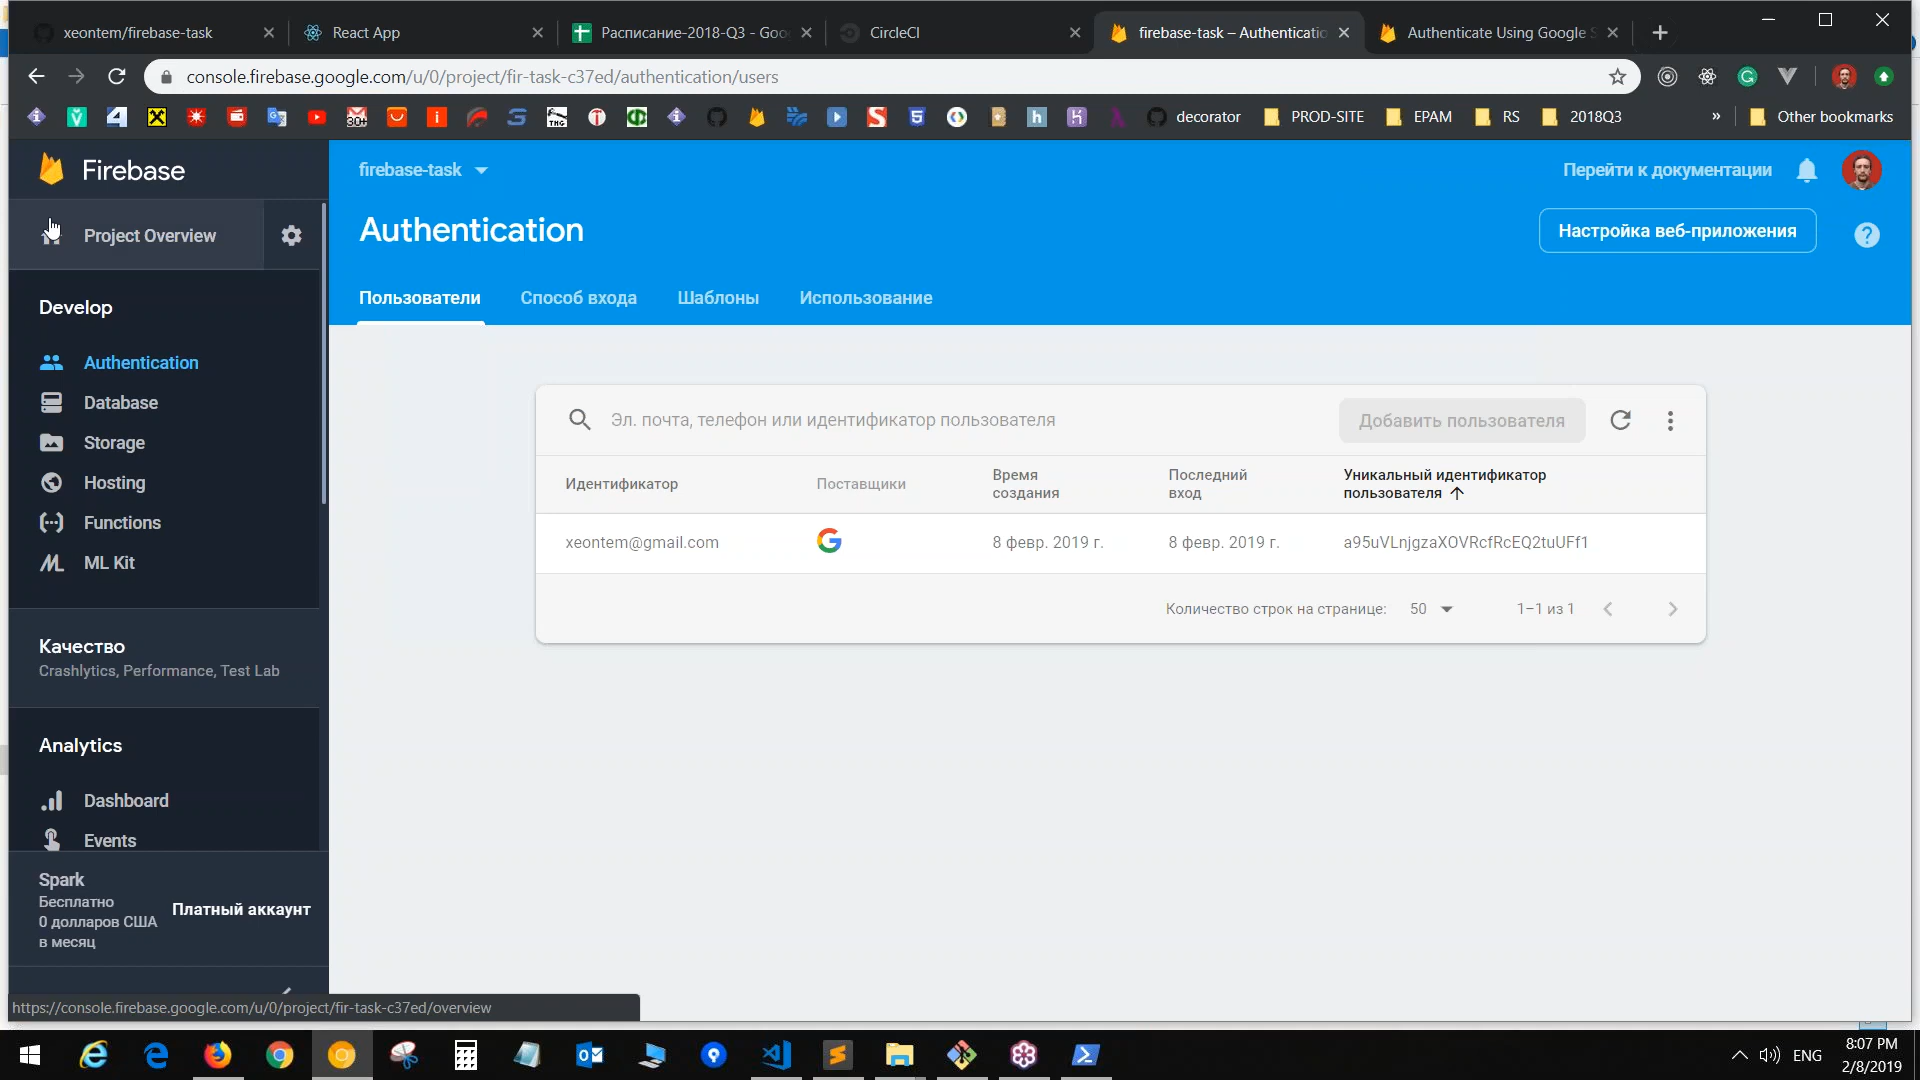 xeontem/firebase-task
React App
Расписание-2018-Q3 - Goo
CircleCI
firebase-task – Authenticatio
Authenticate Using Google S
console.firebase.google.com/u/0/project/fir-task-c37ed/authentication/users
decorator
PROD-SITE
EPAM
RS
2018Q3
»
Other bookmarks
Firebase
firebase-task
Перейти к документации
Project Overview
Authentication
Настройка веб-приложения
Пользователи
Способ входа
Шаблоны
Использование
Develop
Authentication
Database
Storage
Hosting
Functions
ML Kit
Качество
Crashlytics, Performance, Test Lab
Analytics
Dashboard
Events
Spark
Бесплатно
0 долларов США
в месяц
Платный аккаунт
Эл. почта, телефон или идентификатор пользователя
Добавить пользователя
Идентификатор
Поставщики
Время
создания
Последний
вход
Уникальный идентификатор
пользователя
xeontem@gmail.com
8 февр. 2019 г.
8 февр. 2019 г.
a95uVLnjgzaXOVRcfRcEQ2tuUFf1
Количество строк на странице:
50
1–1 из 1
https://console.firebase.google.com/u/0/project/fir-task-c37ed/overview
ENG
8:07 PM
2/8/2019